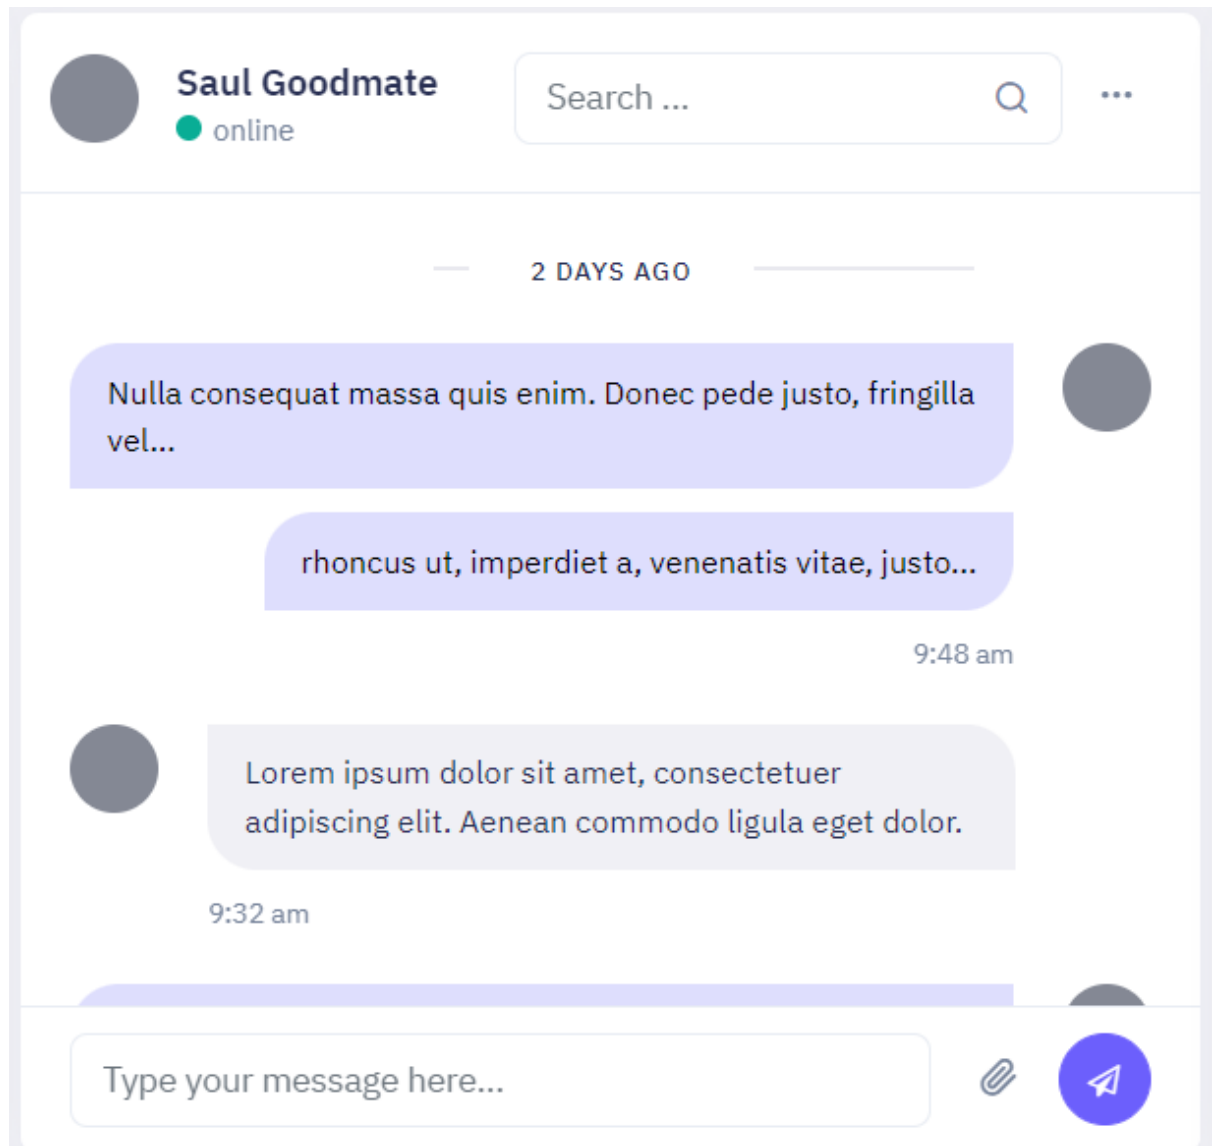 Saul Goodmate
online
Search ...
2 DAYS AGO
Nulla consequat massa quis enim. Donec pede justo, fringilla
vel...
rhoncus ut, imperdiet a, venenatis vitae, justo...
9:48 am
Lorem ipsum dolor sit amet, consectetuer
adipiscing elit. Aenean commodo ligula eget dolor.
9:32 am
Type your message here...